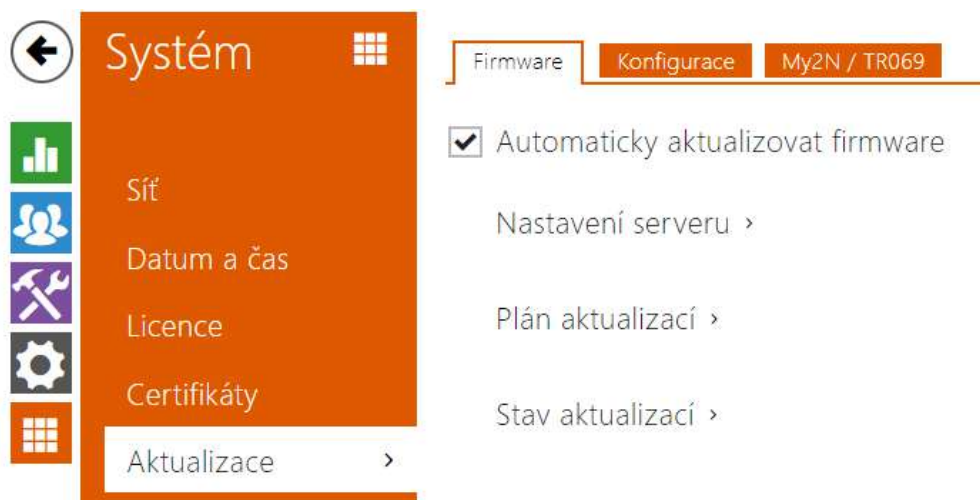 Systém
Síť
Datum a čas
Licence
Certifikáty
Aktualizace
Firmware
Konfigurace
My2N / TR069
Automaticky aktualizovat firmware
Nastavení serveru
Plán aktualizací
Stav aktualizací